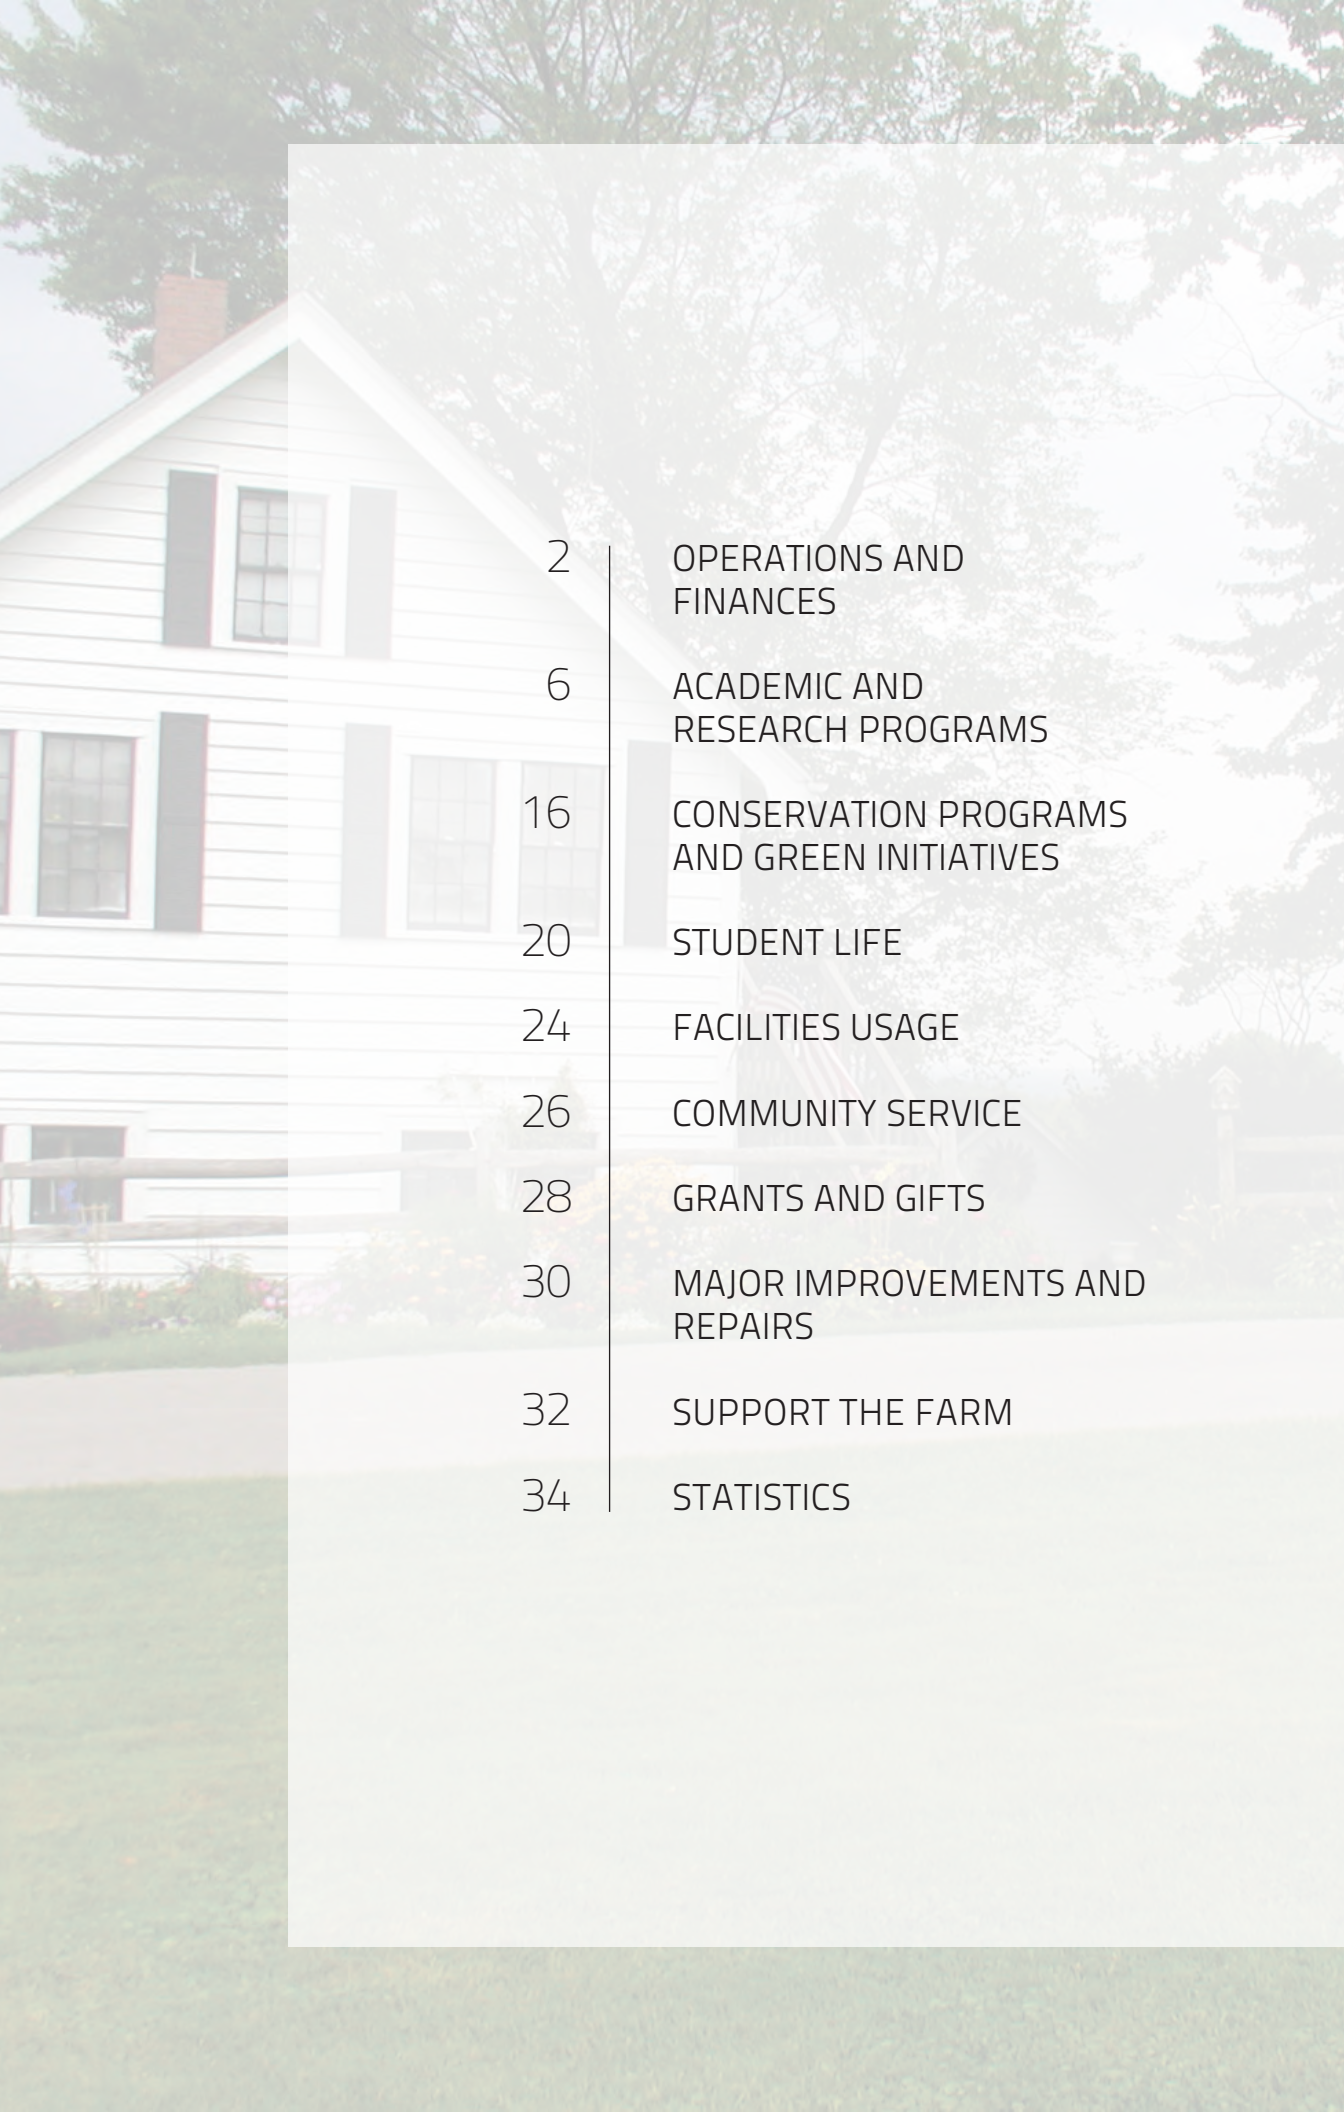 2 OPERATIONS AND
FINANCES
6 ACADEMIC AND
RESEARCH PROGRAMS
16 CONSERVATION PROGRAMS
AND GREEN INITIATIVES
20 STUDENT LIFE
24 FACILITIES USAGE
26 COMMUNITY SERVICE
28 GRANTS AND GIFTS
30 MAJOR IMPROVEMENTS AND
REPAIRS
32 SUPPORT THE FARM
34 STATISTICS